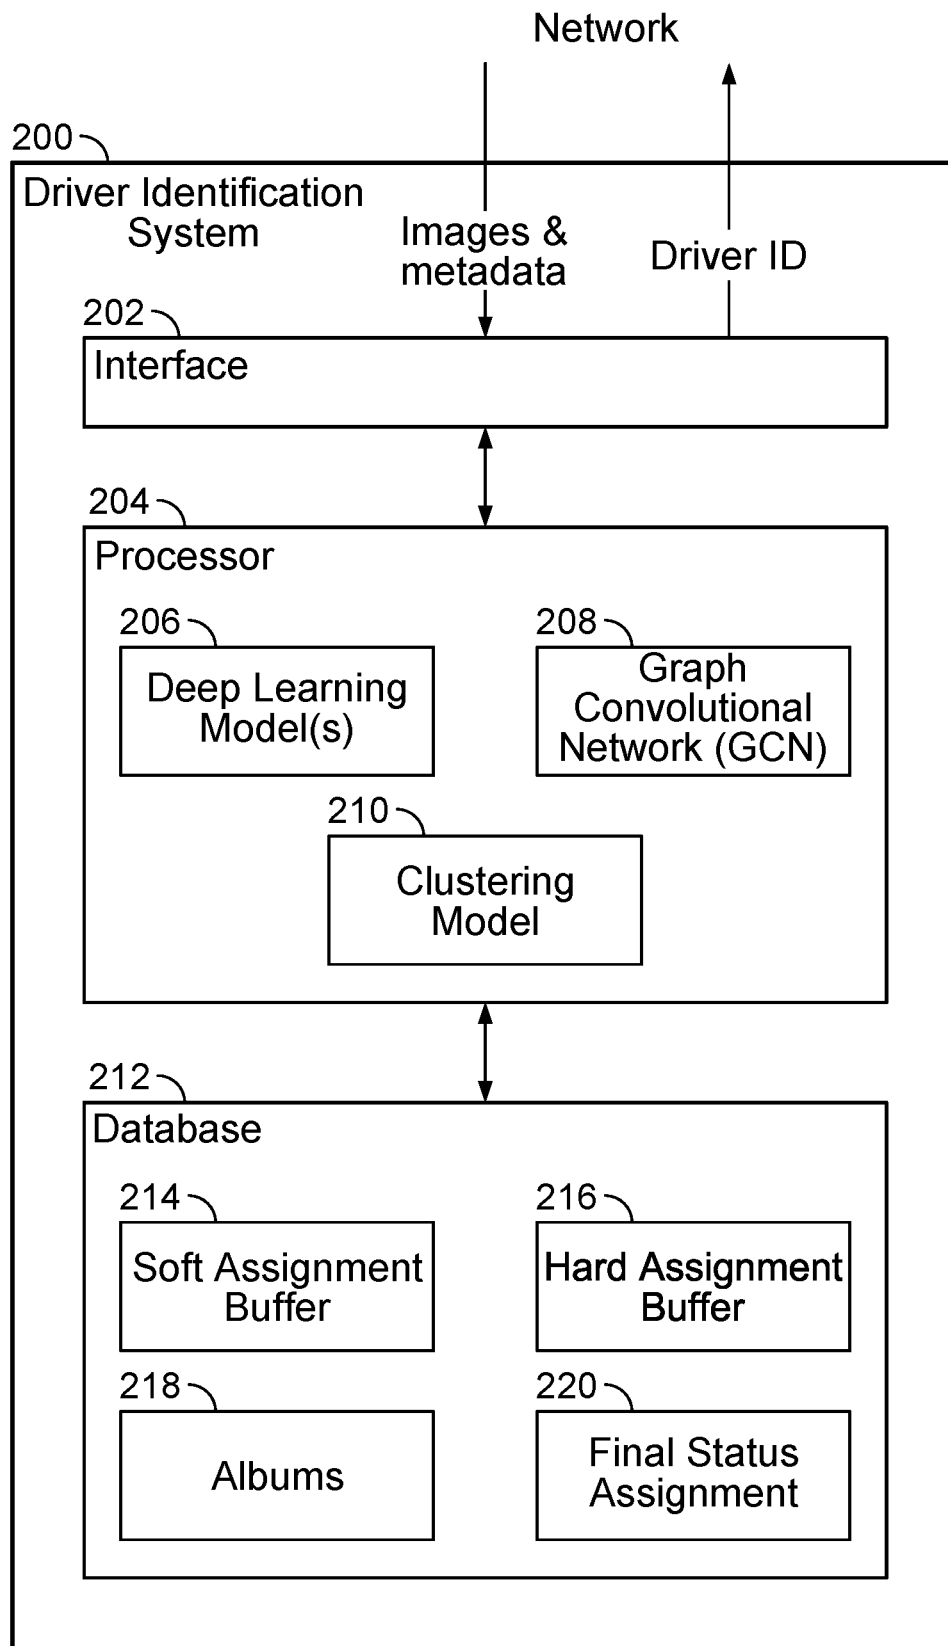 Network
200
Driver Identification
System
Images &
metadata
Driver ID
202
Interface
204
Processor
206
Deep Learning
Model(s)
208
Graph
Convolutional
Network (GCN)
210
Clustering
Model
212
Database
214
Soft Assignment
Buffer
216
Hard Assignment
Buffer
218
Albums
220
Final Status
Assignment